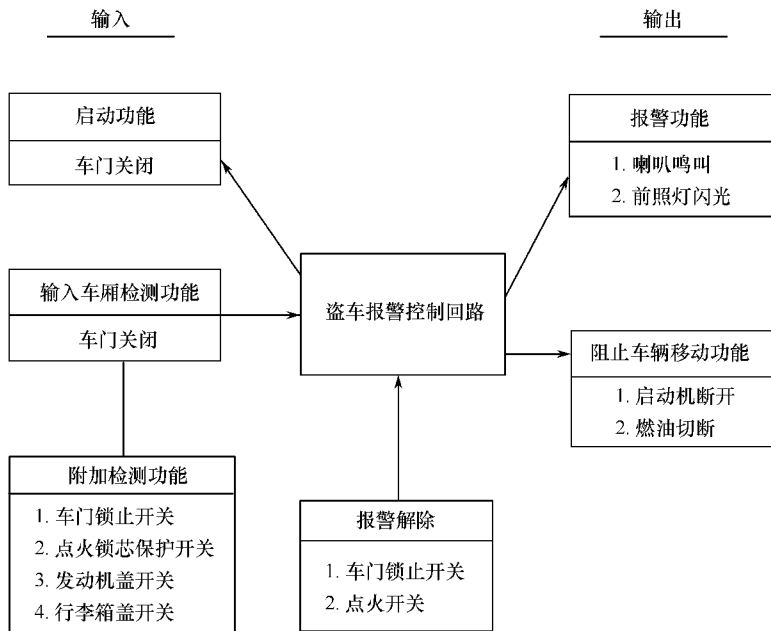 输入
输出
启动功能
车门关闭
报警功能
1. 喇叭鸣叫
2. 前照灯闪光
输入车厢检测功能
车门关闭
盗车报警控制回路
阻止车辆移动功能
1. 启动机断开
2. 燃油切断
附加检测功能
1. 车门锁止开关
2. 点火锁芯保护开关
3. 发动机盖开关
4. 行李箱盖开关
报警解除
1. 车门锁止开关
2. 点火开关